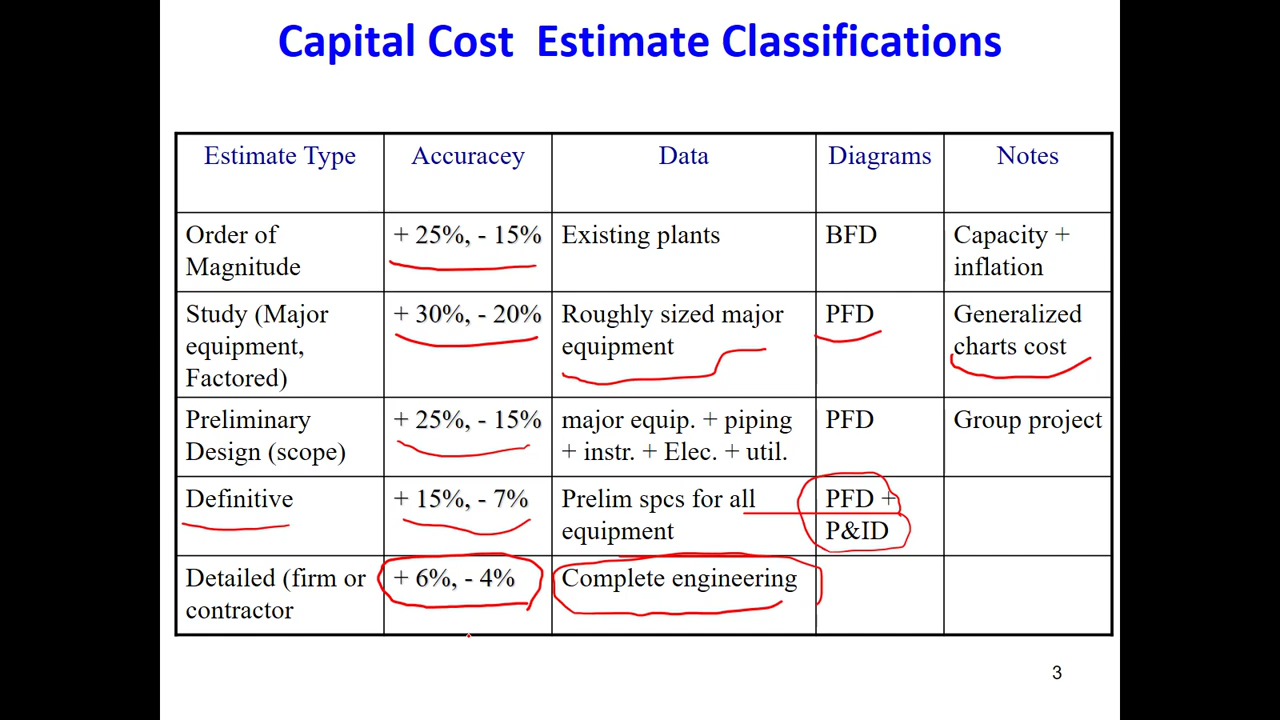 Capital Cost Estimate Classifications
Estimate Type Accuracey Data Diagrams Notes
Order of + 25%, - 15% Existing plants BFD Capacity +
Magnitude inflation
Study (Major + 30%, - 20% Roughly sized major PFD Generalized
equipment, equipment charts cost
Factored)
Preliminary + 25%, - 15% major equip. + piping PFD Group project
Design (scope) + instr. + Elec. + util.
Definitive + 15%, - 7% Prelim spcs for all PFD +
equipment P&ID
Detailed (firm or + 6%, - 4% Complete engineering
contractor
3